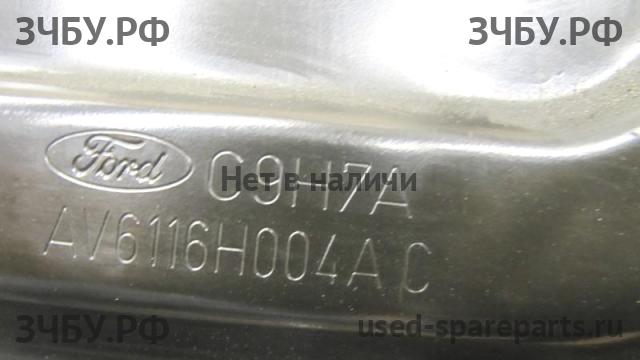 ЗЧБУ.РФ ЗЧБУ.РФ
Ford C9H7A
Нет в наличи
AV6116H004AC
ЗЧБУ.РФ used-spareparts.ru